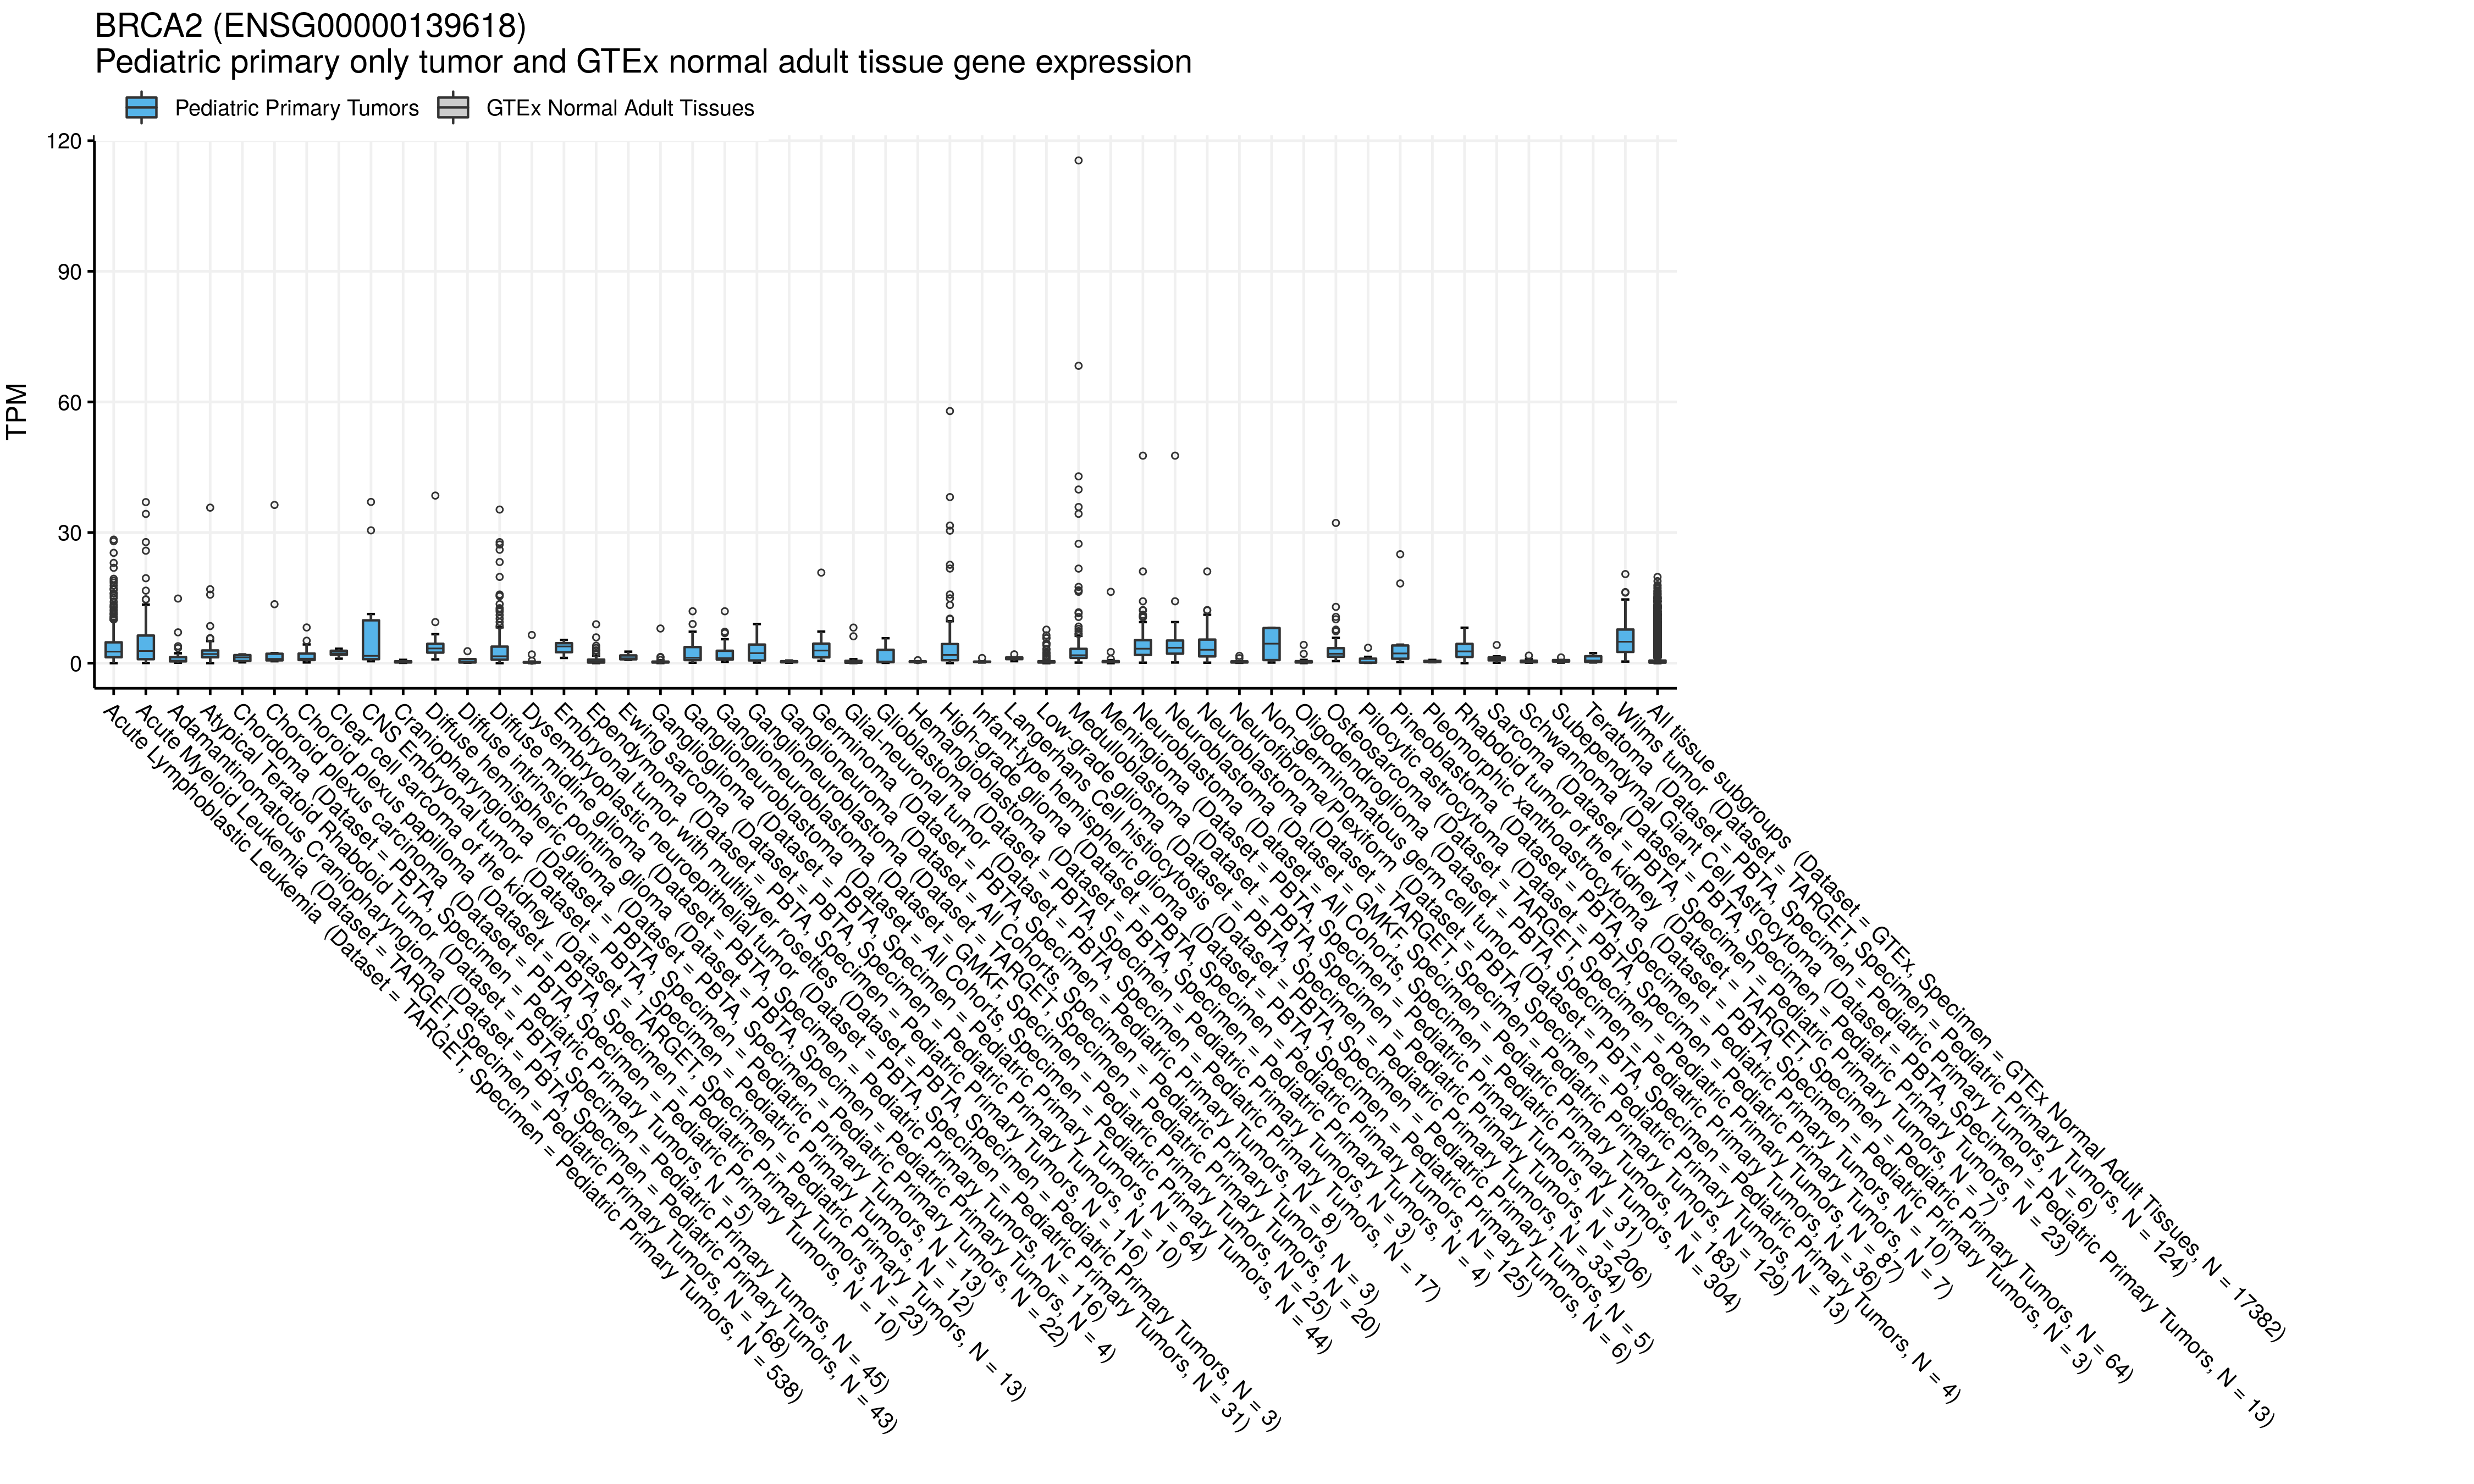 BRCA2 (ENSG00000139618)
Pediatric primary only tumor and GTEx normal adult tissue gene expression
Pediatric Primary Tumors
GTEx Normal Adult Tissues
TPM
120
90
60
30
0
Acute Lymphoblastic Leukemia (Dataset = TARGET, Specimen = Pediatric Primary Tumors, N = 538)
Acute Myeloid Leukemia (Dataset = TARGET, Specimen = Pediatric Primary Tumors, N = 168)
Adamantinomatous Craniopharyngioma (Dataset = PBTA, Specimen = Pediatric Primary Tumors, N = 43)
Atypical Teratoid Rhabdoid Tumor (Dataset = PBTA, Specimen = Pediatric Primary Tumors, N = 45)
Chordoma (Dataset = PBTA, Specimen = Pediatric Primary Tumors, N = 5)
Choroid plexus carcinoma (Dataset = PBTA, Specimen = Pediatric Primary Tumors, N = 10)
Choroid plexus papilloma (Dataset = PBTA, Specimen = Pediatric Primary Tumors, N = 23)
Clear cell sarcoma of the kidney (Dataset = TARGET, Specimen = Pediatric Primary Tumors, N = 13)
CNS Embryonal tumor (Dataset = PBTA, Specimen = Pediatric Primary Tumors, N = 12)
Craniopharyngioma (Dataset = PBTA, Specimen = Pediatric Primary Tumors, N = 13)
Diffuse hemispheric glioma (Dataset = PBTA, Specimen = Pediatric Primary Tumors, N = 22)
Diffuse intrinsic pontine glioma (Dataset = PBTA, Specimen = Pediatric Primary Tumors, N = 4)
Diffuse midline glioma (Dataset = PBTA, Specimen = Pediatric Primary Tumors, N = 116)
Dysembryoplastic neuroepithelial tumor (Dataset = PBTA, Specimen = Pediatric Primary Tumors, N = 31)
Embryonal tumor with multilayer rosettes (Dataset = PBTA, Specimen = Pediatric Primary Tumors, N = 3)
Ependymoma (Dataset = PBTA, Specimen = Pediatric Primary Tumors, N = 116)
Ewing sarcoma (Dataset = PBTA, Specimen = Pediatric Primary Tumors, N = 10)
Ganglioglioma (Dataset = PBTA, Specimen = Pediatric Primary Tumors, N = 64)
Ganglioneuroblastoma (Dataset = All Cohorts, Specimen = Pediatric Primary Tumors, N = 44)
Ganglioneuroblastoma (Dataset = GMKF, Specimen = Pediatric Primary Tumors, N = 25)
Ganglioneuroblastoma (Dataset = TARGET, Specimen = Pediatric Primary Tumors, N = 20)
Ganglioneuroma (Dataset = All Cohorts, Specimen = Pediatric Primary Tumors, N = 3)
Germinoma (Dataset = PBTA, Specimen = Pediatric Primary Tumors, N = 8)
Glial-neuronal tumor (Dataset = PBTA, Specimen = Pediatric Primary Tumors, N = 17)
Glioblastoma (Dataset = PBTA, Specimen = Pediatric Primary Tumors, N = 3)
Hemangioblastoma (Dataset = PBTA, Specimen = Pediatric Primary Tumors, N = 4)
High-grade glioma (Dataset = PBTA, Specimen = Pediatric Primary Tumors, N = 125)
Infant-type hemispheric glioma (Dataset = PBTA, Specimen = Pediatric Primary Tumors, N = 6)
Langerhans Cell histiocytosis (Dataset = PBTA, Specimen = Pediatric Primary Tumors, N = 5)
Low-grade glioma (Dataset = PBTA, Specimen = Pediatric Primary Tumors, N = 334)
Medulloblastoma (Dataset = PBTA, Specimen = Pediatric Primary Tumors, N = 206)
Meningioma (Dataset = PBTA, Specimen = Pediatric Primary Tumors, N = 31)
Neuroblastoma (Dataset = All Cohorts, Specimen = Pediatric Primary Tumors, N = 304)
Neuroblastoma (Dataset = GMKF, Specimen = Pediatric Primary Tumors, N = 183)
Neuroblastoma (Dataset = TARGET, Specimen = Pediatric Primary Tumors, N = 129)
Neurofibroma/Plexiform (Dataset = PBTA, Specimen = Pediatric Primary Tumors, N = 13)
Non-germinomatous germ cell tumor (Dataset = PBTA, Specimen = Pediatric Primary Tumors, N = 4)
Oligodendroglioma (Dataset = PBTA, Specimen = Pediatric Primary Tumors, N = 36)
Osteosarcoma (Dataset = TARGET, Specimen = Pediatric Primary Tumors, N = 87)
Pilocytic astrocytoma (Dataset = PBTA, Specimen = Pediatric Primary Tumors, N = 7)
Pineoblastoma (Dataset = PBTA, Specimen = Pediatric Primary Tumors, N = 10)
Pleomorphic xanthoastrocytoma (Dataset = PBTA, Specimen = Pediatric Primary Tumors, N = 3)
Rhabdoid tumor of the kidney (Dataset = TARGET, Specimen = Pediatric Primary Tumors, N = 64)
Sarcoma (Dataset = PBTA, Specimen = Pediatric Primary Tumors, N = 7)
Schwannoma (Dataset = PBTA, Specimen = Pediatric Primary Tumors, N = 23)
Subependymal Giant Cell Astrocytoma (Dataset = PBTA, Specimen = Pediatric Primary Tumors, N = 13)
Teratoma (Dataset = PBTA, Specimen = Pediatric Primary Tumors, N = 6)
Wilms tumor (Dataset = TARGET, Specimen = Pediatric Primary Tumors, N = 124)
All tissue subgroups (Dataset = GTEx, Specimen = GTEx Normal Adult Tissues, N = 17382)